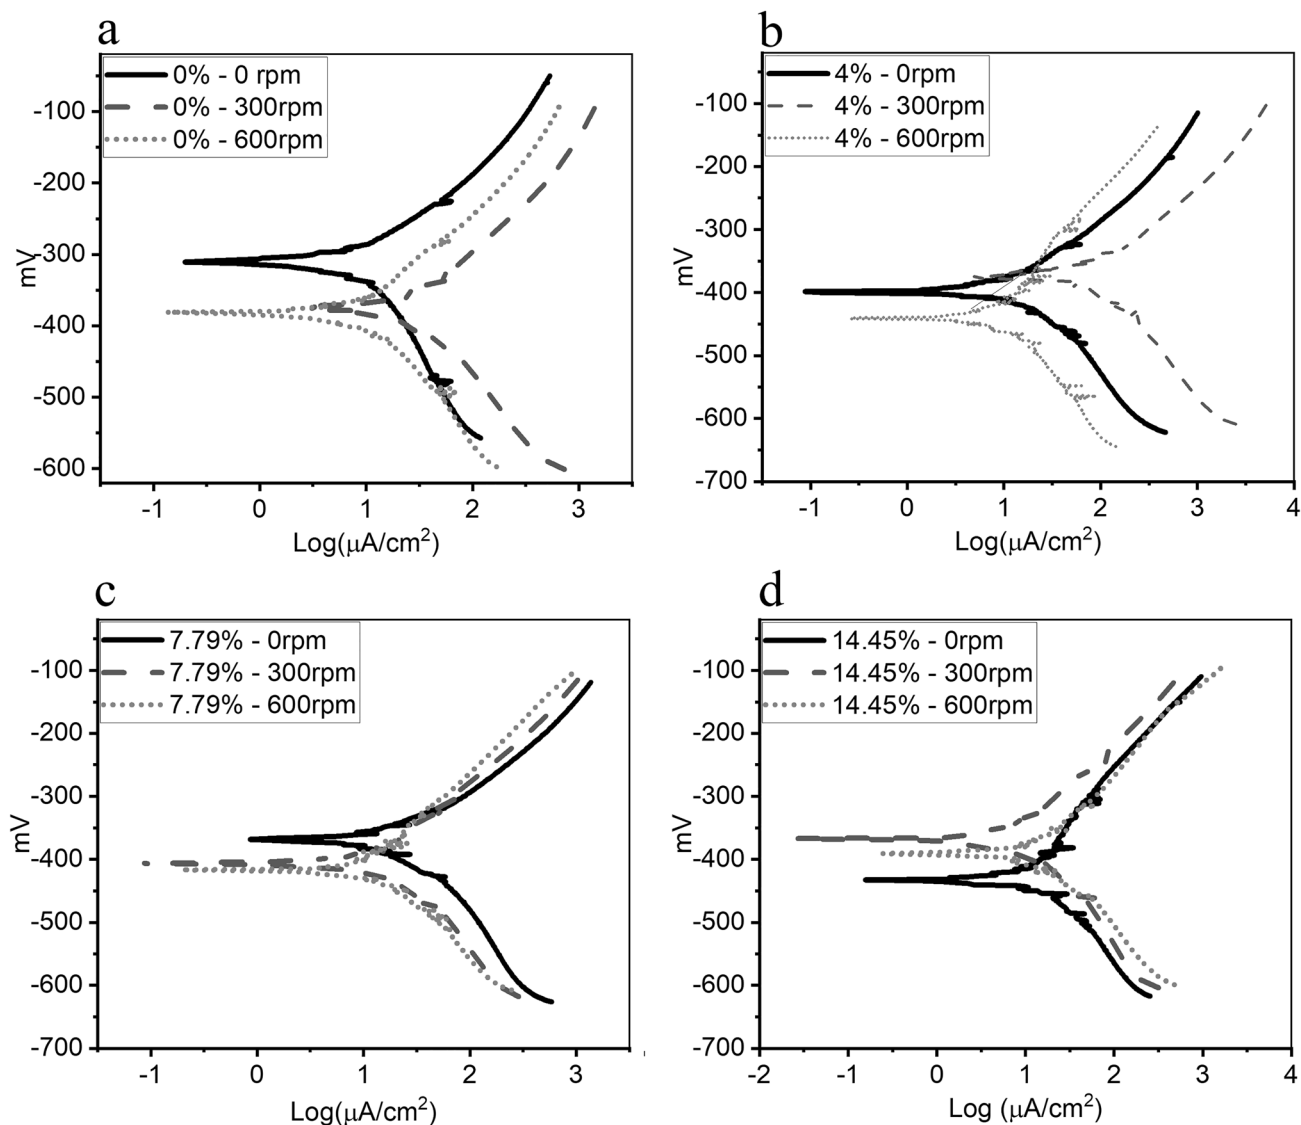 a
0% - 0 rpm
0% - 300rpm
0% - 600rpm
-100
-200
-300
-400
-500
-600
mV
-1
0
1
2
3
Log(μA/cm²)
b
4% - 0rpm
4% - 300rpm
4% - 600rpm
-100
-200
-300
-400
-500
-600
-700
mV
-1
0
1
2
3
4
Log(μA/cm²)
c
7.79% - 0rpm
7.79% - 300rpm
7.79% - 600rpm
-100
-200
-300
-400
-500
-600
-700
mV
-1
0
1
2
3
Log(μA/cm²)
d
14.45% - 0rpm
14.45% - 300rpm
14.45% - 600rpm
-100
-200
-300
-400
-500
-600
-700
mV
-2
-1
0
1
2
3
4
Log (μA/cm²)